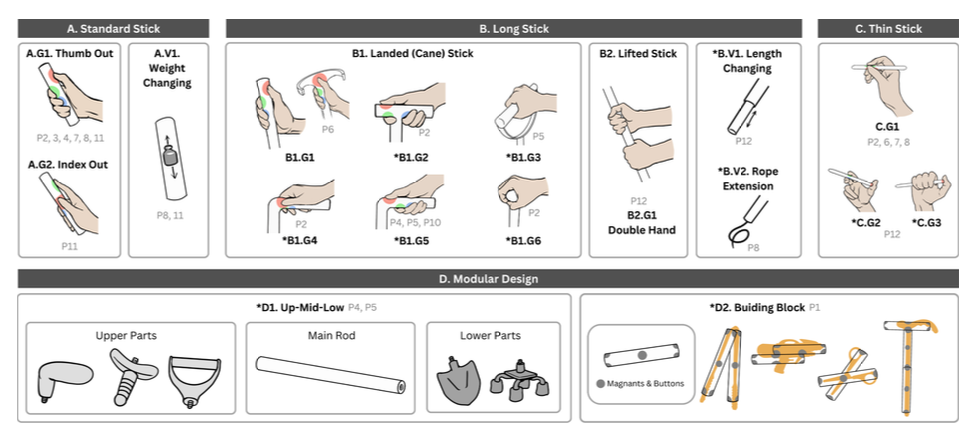 A. Standard Stick
A.G1. Thumb Out
P2, 3, 4, 7, 8, 11
A.G2. Index Out
P11
A.V1.
Weight
Changing
P8, 11
B. Long Stick
B1. Landed (Cane) Stick
P6
B1.G1
P2
*B1.G2
P5
*B1.G3
P2
*B1.G4
P4, P5, P10
*B1.G5
P2
*B1.G6
B2. Lifted Stick
P12
B2.G1
Double Hand
*B.V1. Length
Changing
P12
*B.V2. Rope
Extension
P8
C. Thin Stick
C.G1
P2, 6, 7, 8
*C.G2
*C.G3
P12
D. Modular Design
*D1. Up-Mid-Low P4, P5
Upper Parts
Main Rod
Lower Parts
*D2. Buiding Block P1
Magnants & Buttons